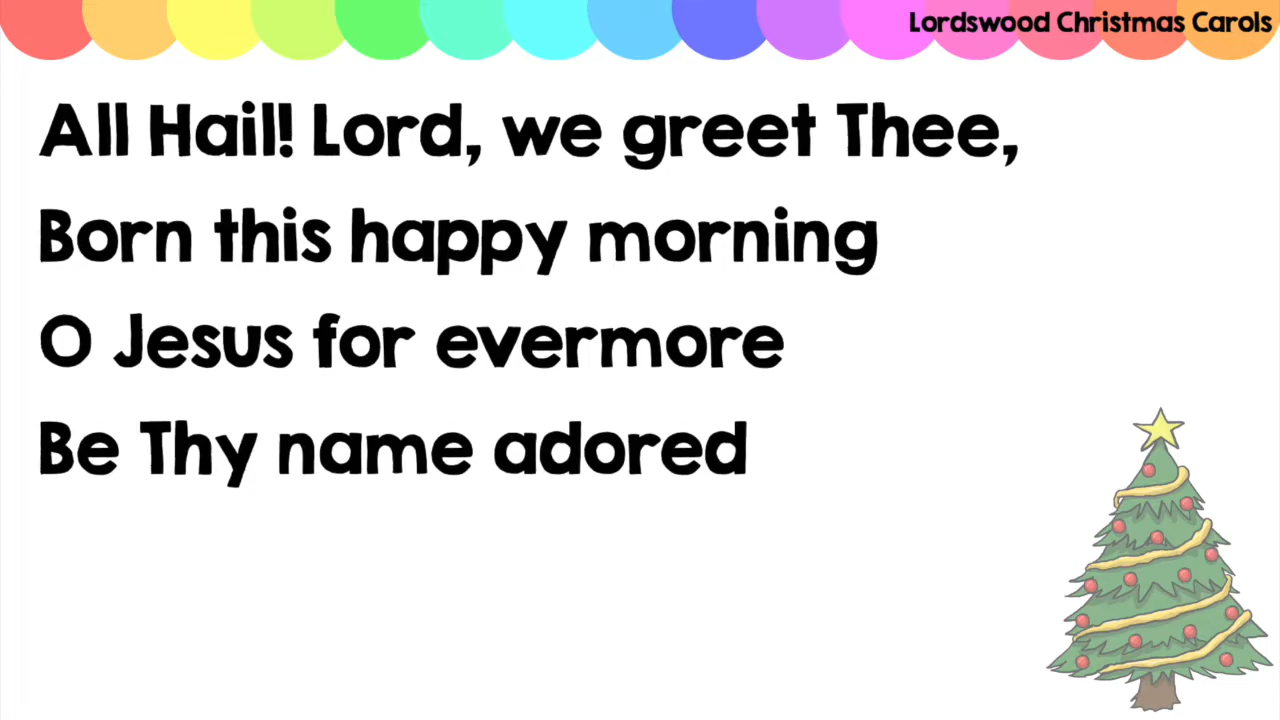 Lordswood Christmas Carols
All Hail! Lord, we greet Thee,
Born this happy morning
O Jesus for evermore
Be Thy name adored